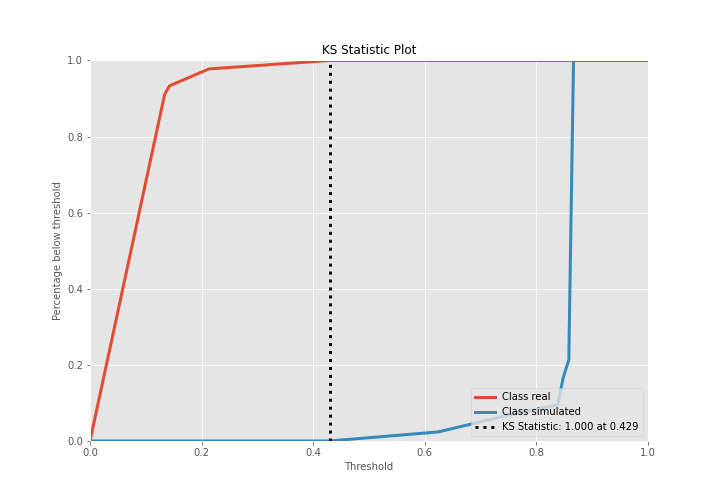 KS Statistic Plot
Percentage below threshold
1.0
0.8
0.6
0.4
0.2
0.0
Class real
Class simulated
KS Statistic: 1.000 at 0.429
0.0 0.2 0.4 0.6 0.8 1.0
Threshold